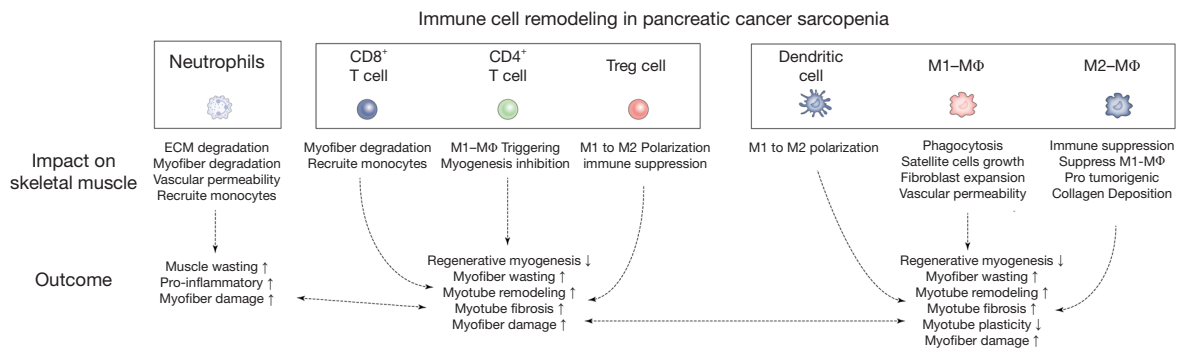 Immune cell remodeling in pancreatic cancer sarcopenia
Neutrophils
CD8+
T cell
CD4+
T cell
Treg cell
Dendritic
cell
M1–MΦ
M2–MΦ
Impact on
skeletal muscle
ECM degradation
Myofiber degradation
Vascular permeability
Recruite monocytes
Myofiber degradation
Recruite monocytes
M1–MΦ Triggering
Myogenesis inhibition
M1 to M2 Polarization
immune suppression
M1 to M2 polarization
Phagocytosis
Satellite cells growth
Fibroblast expansion
Vascular permeability
Immune suppression
Suppress M1-MΦ
Pro tumorigenic
Collagen Deposition
Outcome
Muscle wasting ↑
Pro-inflammatory ↑
Myofiber damage ↑
Regenerative myogenesis ↓
Myofiber wasting ↑
Myotube remodeling ↑
Myotube fibrosis ↑
Myofiber damage ↑
Regenerative myogenesis ↓
Myofiber wasting ↑
Myotube remodeling ↑
Myotube fibrosis ↑
Myotube plasticity ↓
Myofiber damage ↑